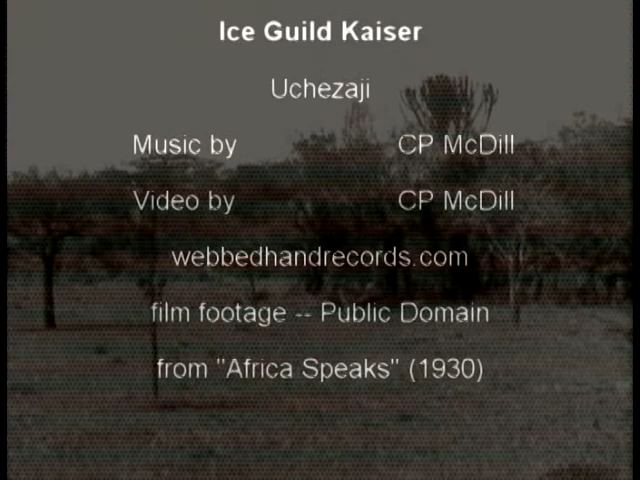 Ice Guild Kaiser
Uchezaji
Music by CP McDill
Video by CP McDill
webbedhandrecords.com
film footage -- Public Domain
from "Africa Speaks" (1930)